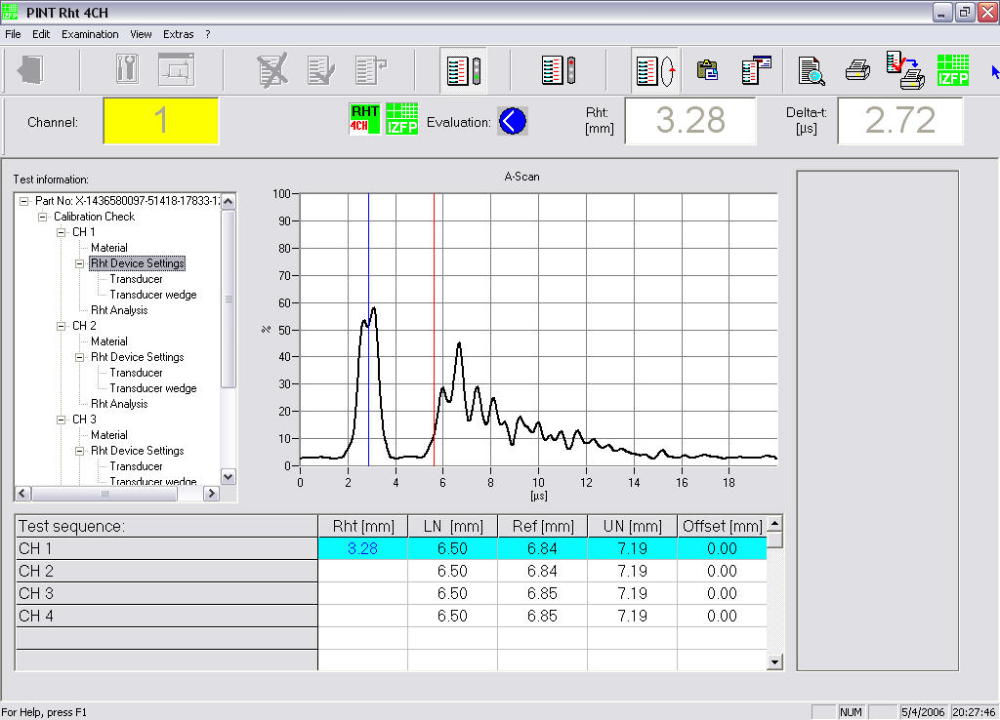 PINT Rht 4CH
File Edit Examination View Extras ?
IZFP
Channel: 1 RHT 4CH IZFP Evaluation: Rht: [mm] 3.28 Delta-t: [µs] 2.72
Test information:
Part No: X-1436580097-51418-17833-1
Calibration Check
CH 1
Material
Rht Device Settings
Transducer
Transducer wedge
Rht Analysis
CH 2
Material
Rht Device Settings
Transducer
Transducer wedge
Rht Analysis
CH 3
Material
Rht Device Settings
Transducer
Transducer wedge
A-Scan
100
90
80
70
60
%
50
40
30
20
10
0
0 2 4 6 8 10 12 14 16 18
[µs]
Test sequence: Rht [mm] LN [mm] Ref [mm] UN [mm] Offset [mm]
CH 1 3.28 6.50 6.84 7.19 0.00
CH 2 6.50 6.84 7.19 0.00
CH 3 6.50 6.85 7.19 0.00
CH 4 6.50 6.85 7.19 0.00
For Help, press F1 NUM 5/4/2006 20:27:46